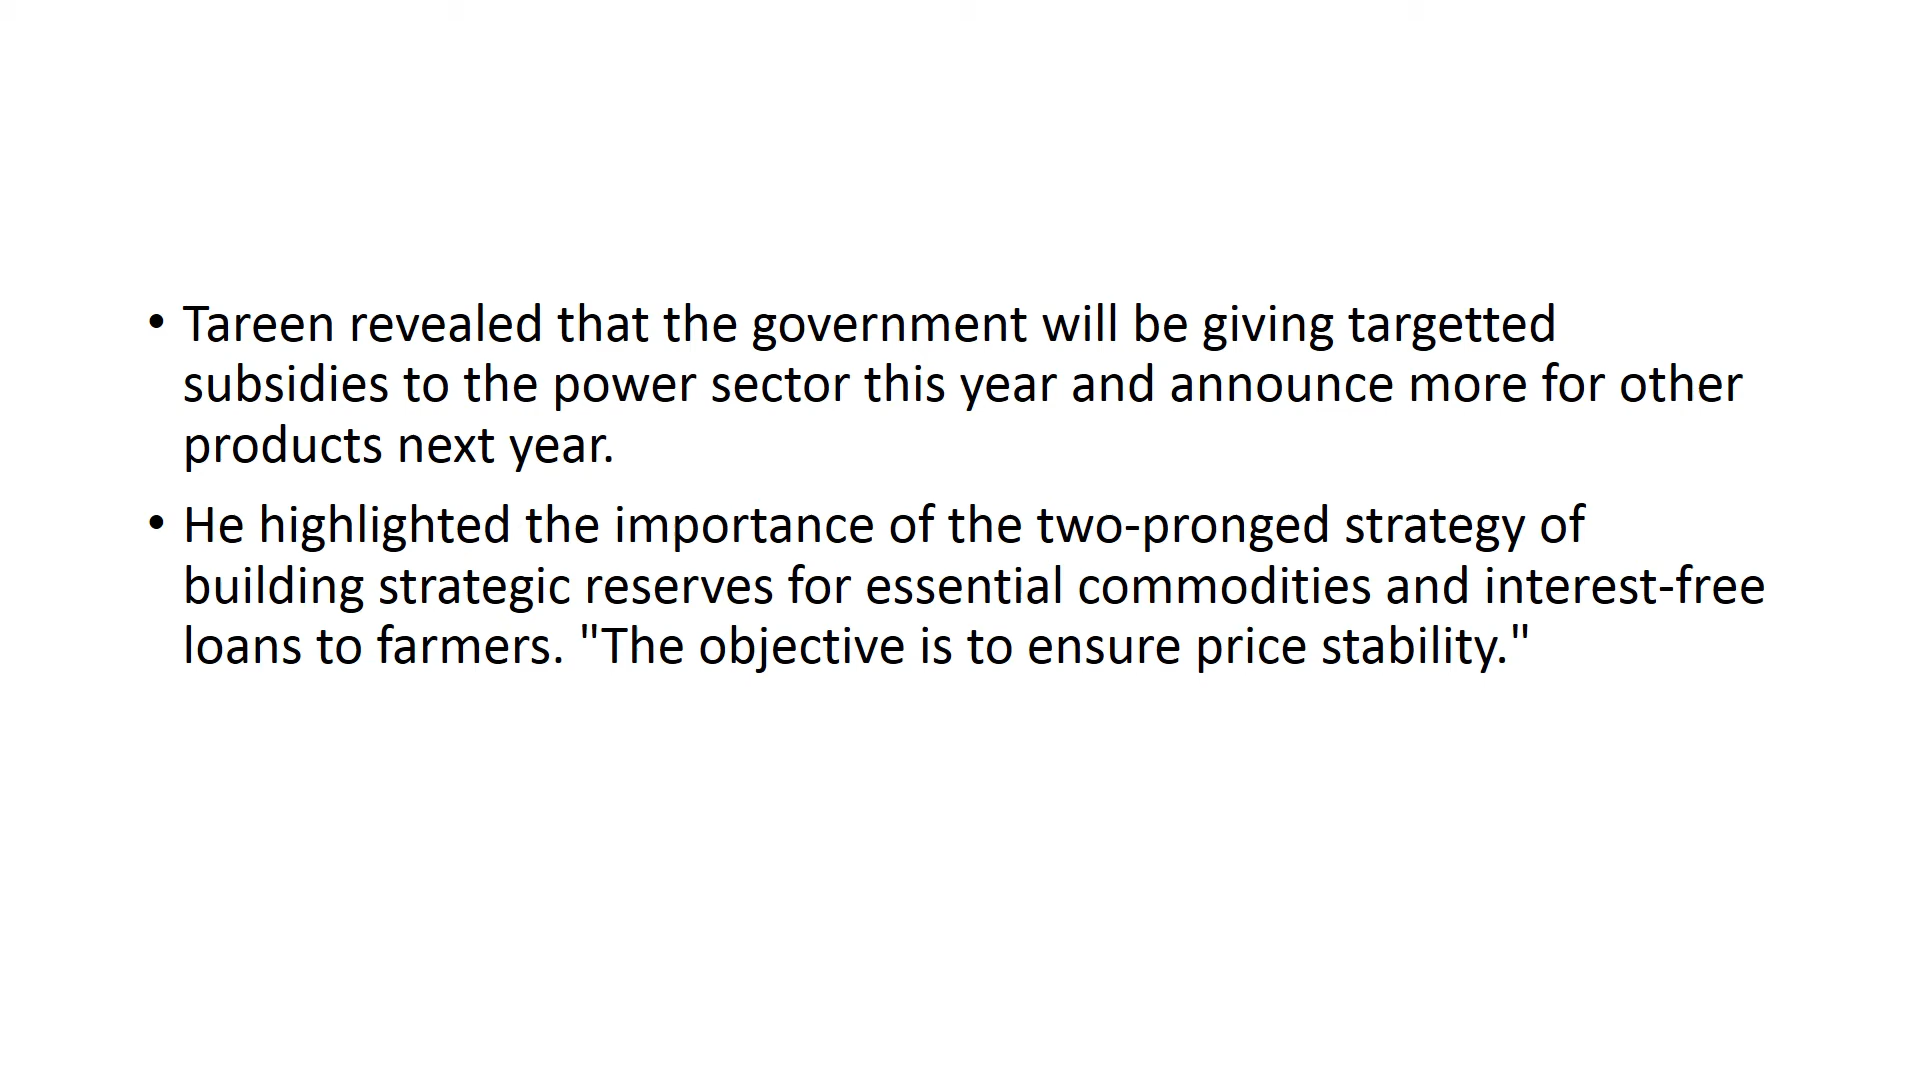 • Tareen revealed that the government will be giving targetted
subsidies to the power sector this year and announce more for other
products next year.
• He highlighted the importance of the two-pronged strategy of
building strategic reserves for essential commodities and interest-free
loans to farmers. "The objective is to ensure price stability."